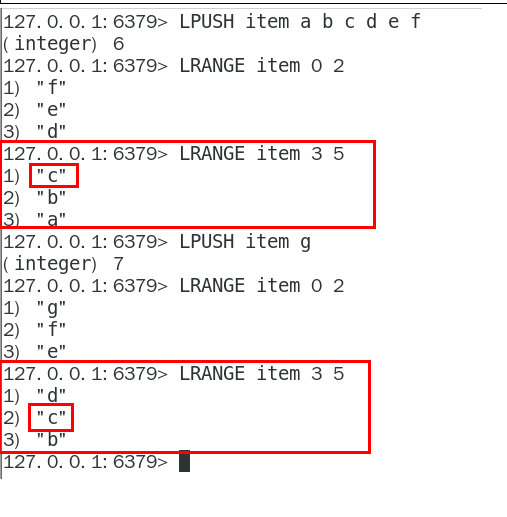 127.0.0.1:6379> LPUSH item a b c d e f
(integer) 6
127.0.0.1:6379> LRANGE item 0 2
1) "f"
2) "e"
3) "d"
127.0.0.1:6379> LRANGE item 3 5
1) "c"
2) "b"
3) "a"
127.0.0.1:6379> LPUSH item g
(integer) 7
127.0.0.1:6379> LRANGE item 0 2
1) "g"
2) "f"
3) "e"
127.0.0.1:6379> LRANGE item 3 5
1) "d"
2) "c"
3) "b"
127.0.0.1:6379>